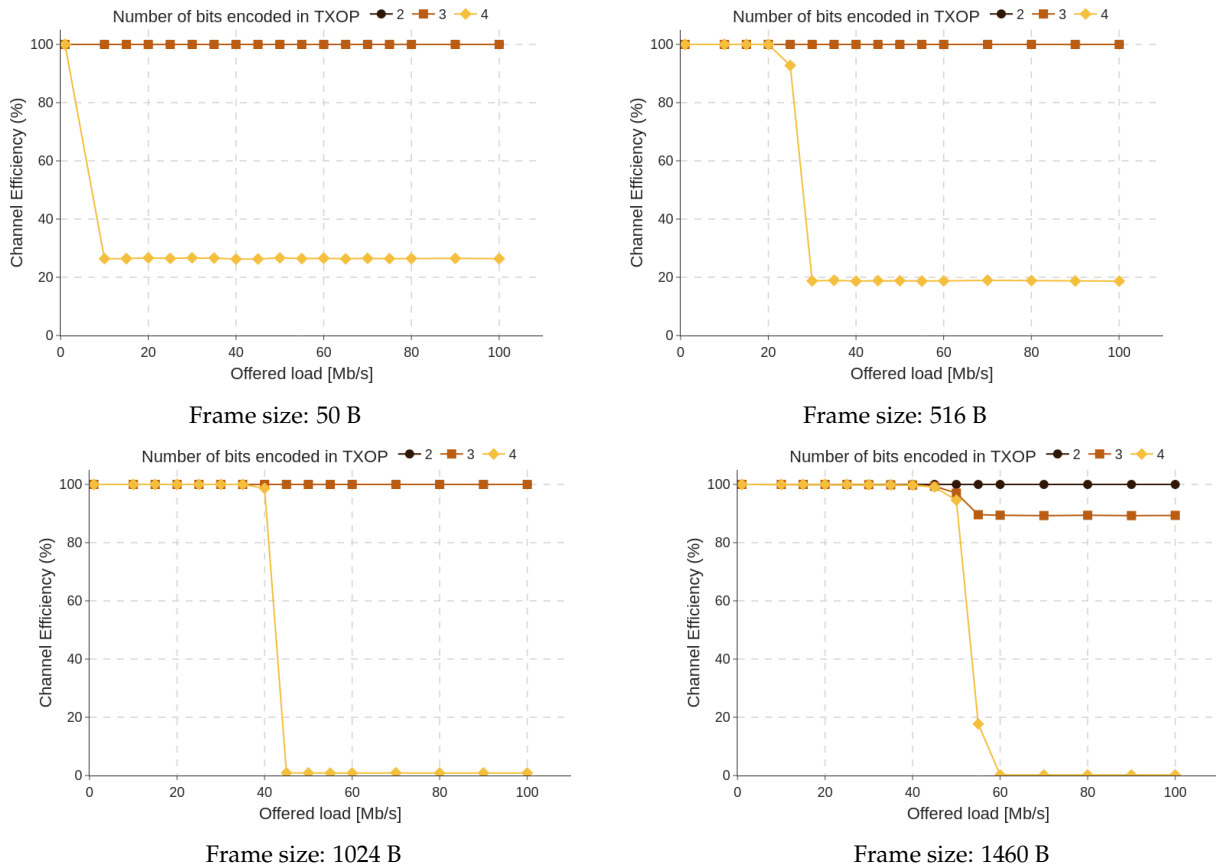 Number of bits encoded in TXOP 2 3 4
Channel Efficiency (%)
100
80
60
40
20
0
0 20 40 60 80 100
Offered load [Mb/s]
Frame size: 50 B
Number of bits encoded in TXOP 2 3 4
Channel Efficiency (%)
100
80
60
40
20
0
0 20 40 60 80 100
Offered load [Mb/s]
Frame size: 516 B
Number of bits encoded in TXOP 2 3 4
Channel Efficiency (%)
100
80
60
40
20
0
0 20 40 60 80 100
Offered load [Mb/s]
Frame size: 1024 B
Number of bits encoded in TXOP 2 3 4
Channel Efficiency (%)
100
80
60
40
20
0
0 20 40 60 80 100
Offered load [Mb/s]
Frame size: 1460 B